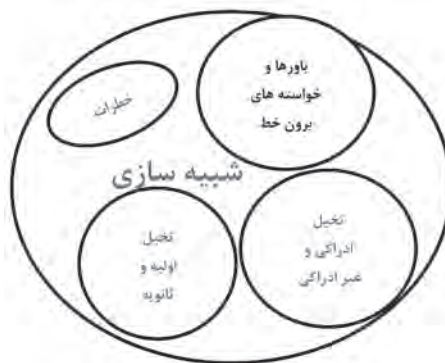 باورها و
خواسته های
برون خط
خطرات
شبیه سازی
تخیل
ادراکی و
غیر ادراکی
تخیل
اولیه و
ثانویه